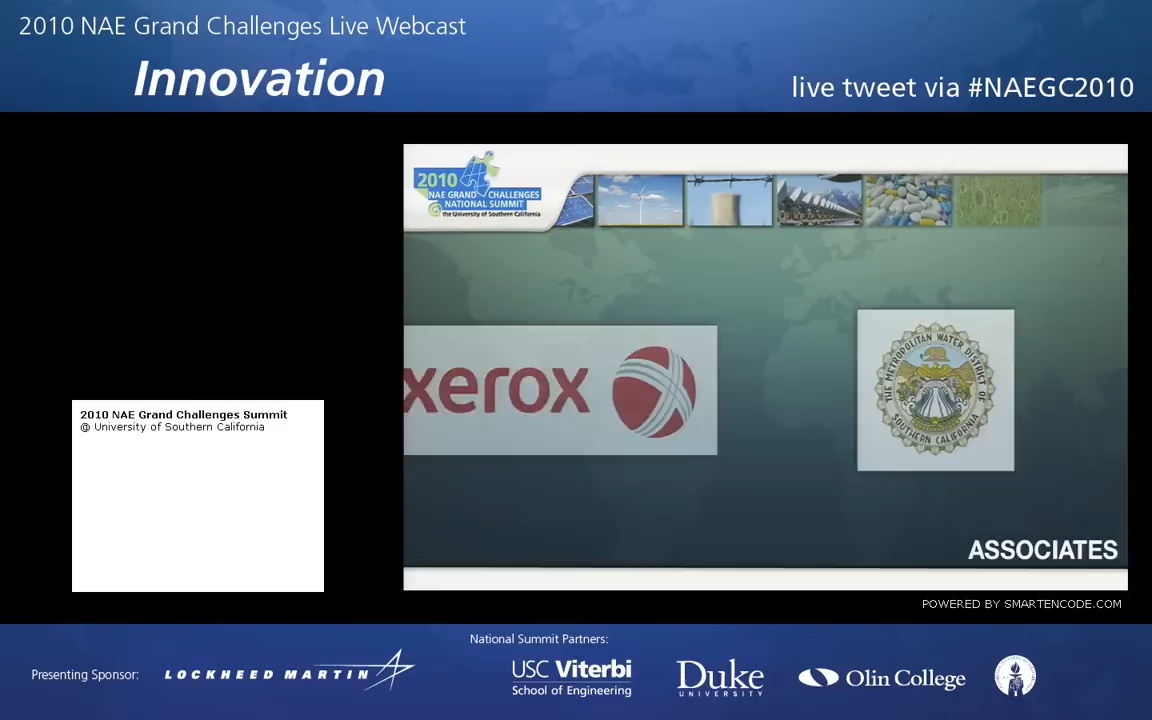 2010 NAE Grand Challenges Live Webcast
Innovation
live tweet via #NAEGC2010
2010
NAE GRAND CHALLENGES
NATIONAL SUMMIT
@ the University of Southern California
xerox
THE METROPOLITAN WATER DISTRICT OF SOUTHERN CALIFORNIA
ASSOCIATES
2010 NAE Grand Challenges Summit
@ University of Southern California
POWERED BY SMARTENCODE.COM
National Summit Partners:
Presenting Sponsor:
LOCKHEED MARTIN
USC Viterbi
School of Engineering
Duke
UNIVERSITY
Olin College